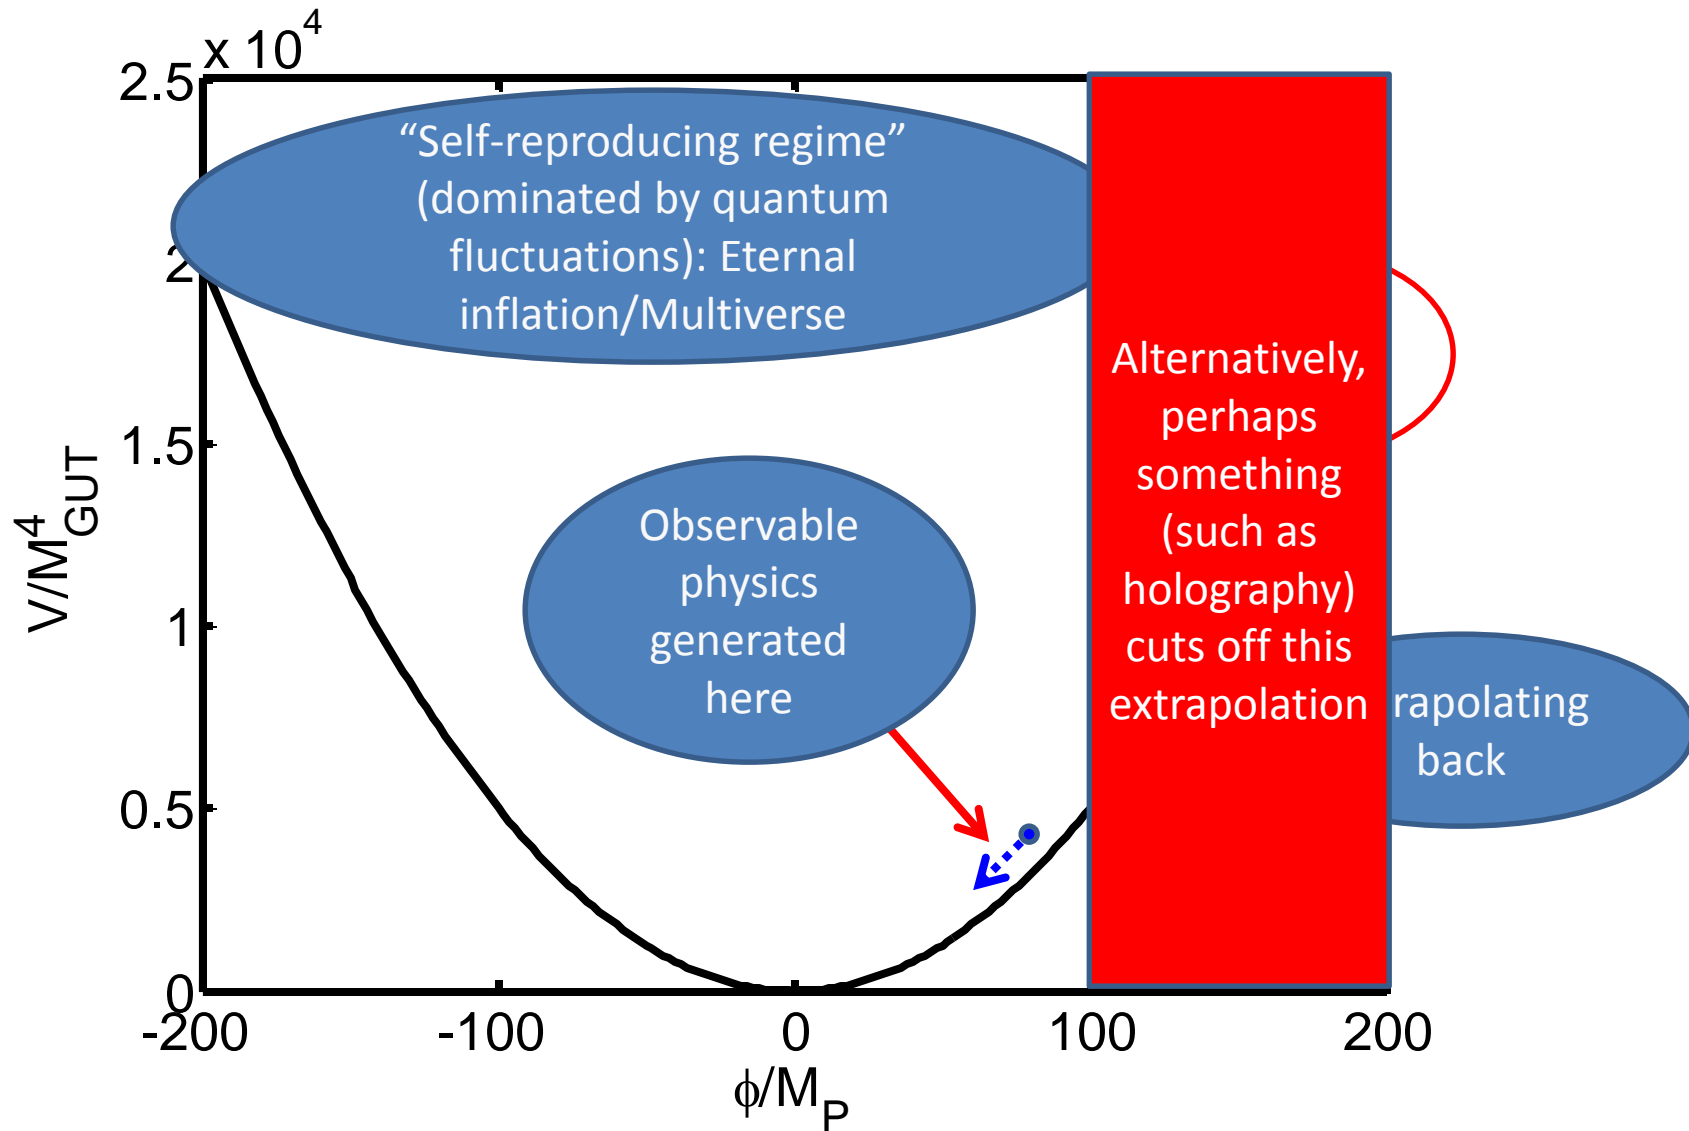 x 10^4
2.5
2
1.5
1
0.5
0
V/M^4_GUT
“Self-reproducing regime”
(dominated by quantum
fluctuations): Eternal
inflation/Multiverse
Observable
physics
generated
here
Alternatively,
perhaps
something
(such as
holography)
cuts off this
extrapolation
rapolating
back
-200
-100
0
100
200
ϕ/M_P